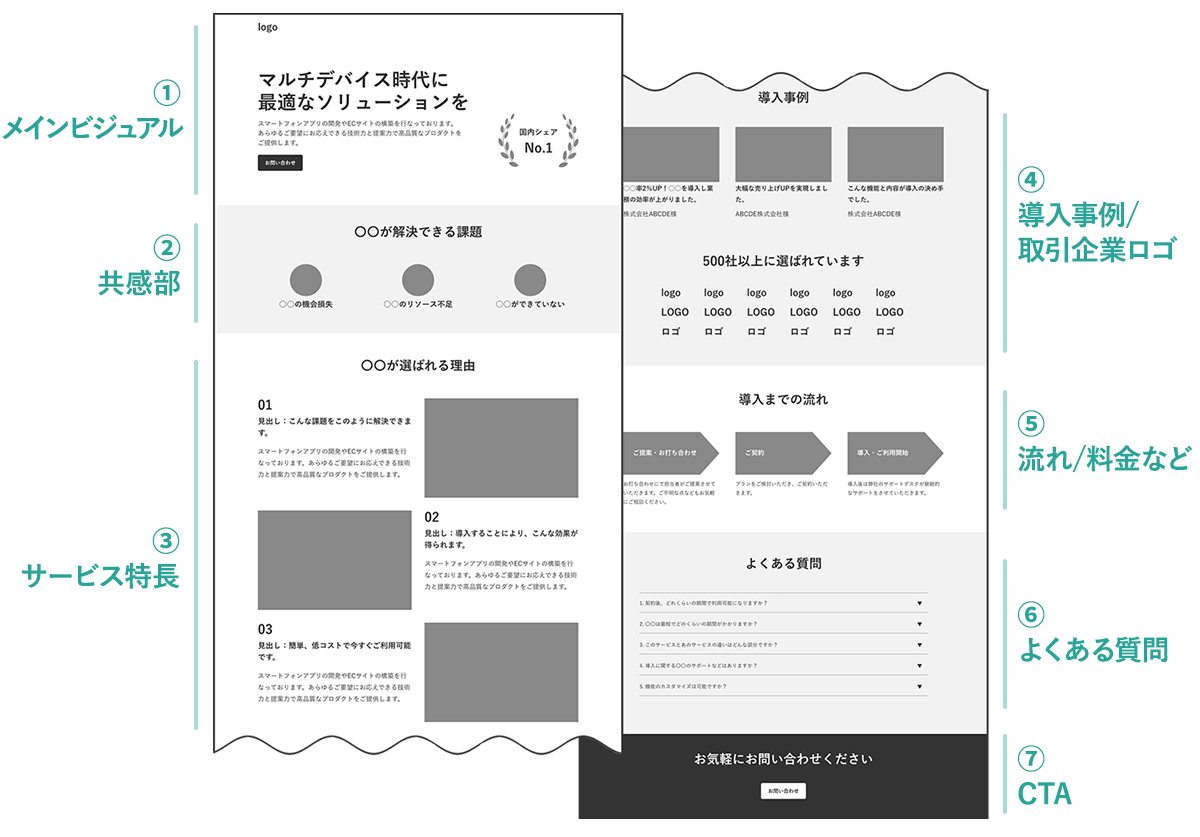 ①
メインビジュアル
②
共感部
③
サービス特長
logo
マルチデバイス時代に
最適なソリューションを
スマートフォンアプリの開発やECサイトの構築を行なっております。
あらゆるご要望にお応えできる技術力と提案力で高品質なプロダクトを
ご提供します。
お問い合わせ
国内シェア
No.1
〇〇が解決できる課題
〇〇の機会損失
〇〇のリソース不足
〇〇ができていない
〇〇が選ばれる理由
01
見出し：こんな課題をこのように解決できま
す。
スマートフォンアプリの開発やECサイトの構築を行
なっております。あらゆるご要望にお応えできる技術
力と提案力で高品質なプロダクトをご提供します。
02
見出し：導入することにより、こんな効果が
得られます。
スマートフォンアプリの開発やECサイトの構築を行
なっております。あらゆるご要望にお応えできる技術
力と提案力で高品質なプロダクトをご提供します。
03
見出し：簡単、低コストで今すぐご利用可能
です。
スマートフォンアプリの開発やECサイトの構築を行
なっております。あらゆるご要望にお応えできる技術
力と提案力で高品質なプロダクトをご提供します。
導入事例
〇〇率2%UP！〇〇を導入し業
務の効率が上がりました。
株式会社ABCDE様
大幅な売り上げUPを実現しまし
た。
ABCDE株式会社様
こんな機能と内容が導入の決め手
でした。
株式会社ABCDE様
500社以上に選ばれています
logo logo logo logo logo logo
LOGO LOGO LOGO LOGO LOGO LOGO
ロゴ ロゴ ロゴ ロゴ ロゴ ロゴ
導入までの流れ
ご提案・お打ち合わせ
お打ち合わせにて担当者がご提案させて
いただきます。ご不明な点などもお気軽
にご相談ください。
ご契約
プランをご検討いただき、ご契約いただ
きます。
導入・ご利用開始
導入後は弊社のサポートデスクが継続的
なサポートをさせていただきます。
よくある質問
1. 契約後、どれくらいの期間で利用可能になりますか？ ▼
2. 〇〇は最短でどのくらいの期間がかかりますか？ ▼
3. このサービスとあのサービスの違いはどんな部分ですか？ ▼
4. 導入に関する〇〇のサポートなどはありますか？ ▼
5. 機能のカスタマイズは可能ですか？ ▼
お気軽にお問い合わせください
お問い合わせ
④
導入事例/
取引企業ロゴ
⑤
流れ/料金など
⑥
よくある質問
⑦
CTA